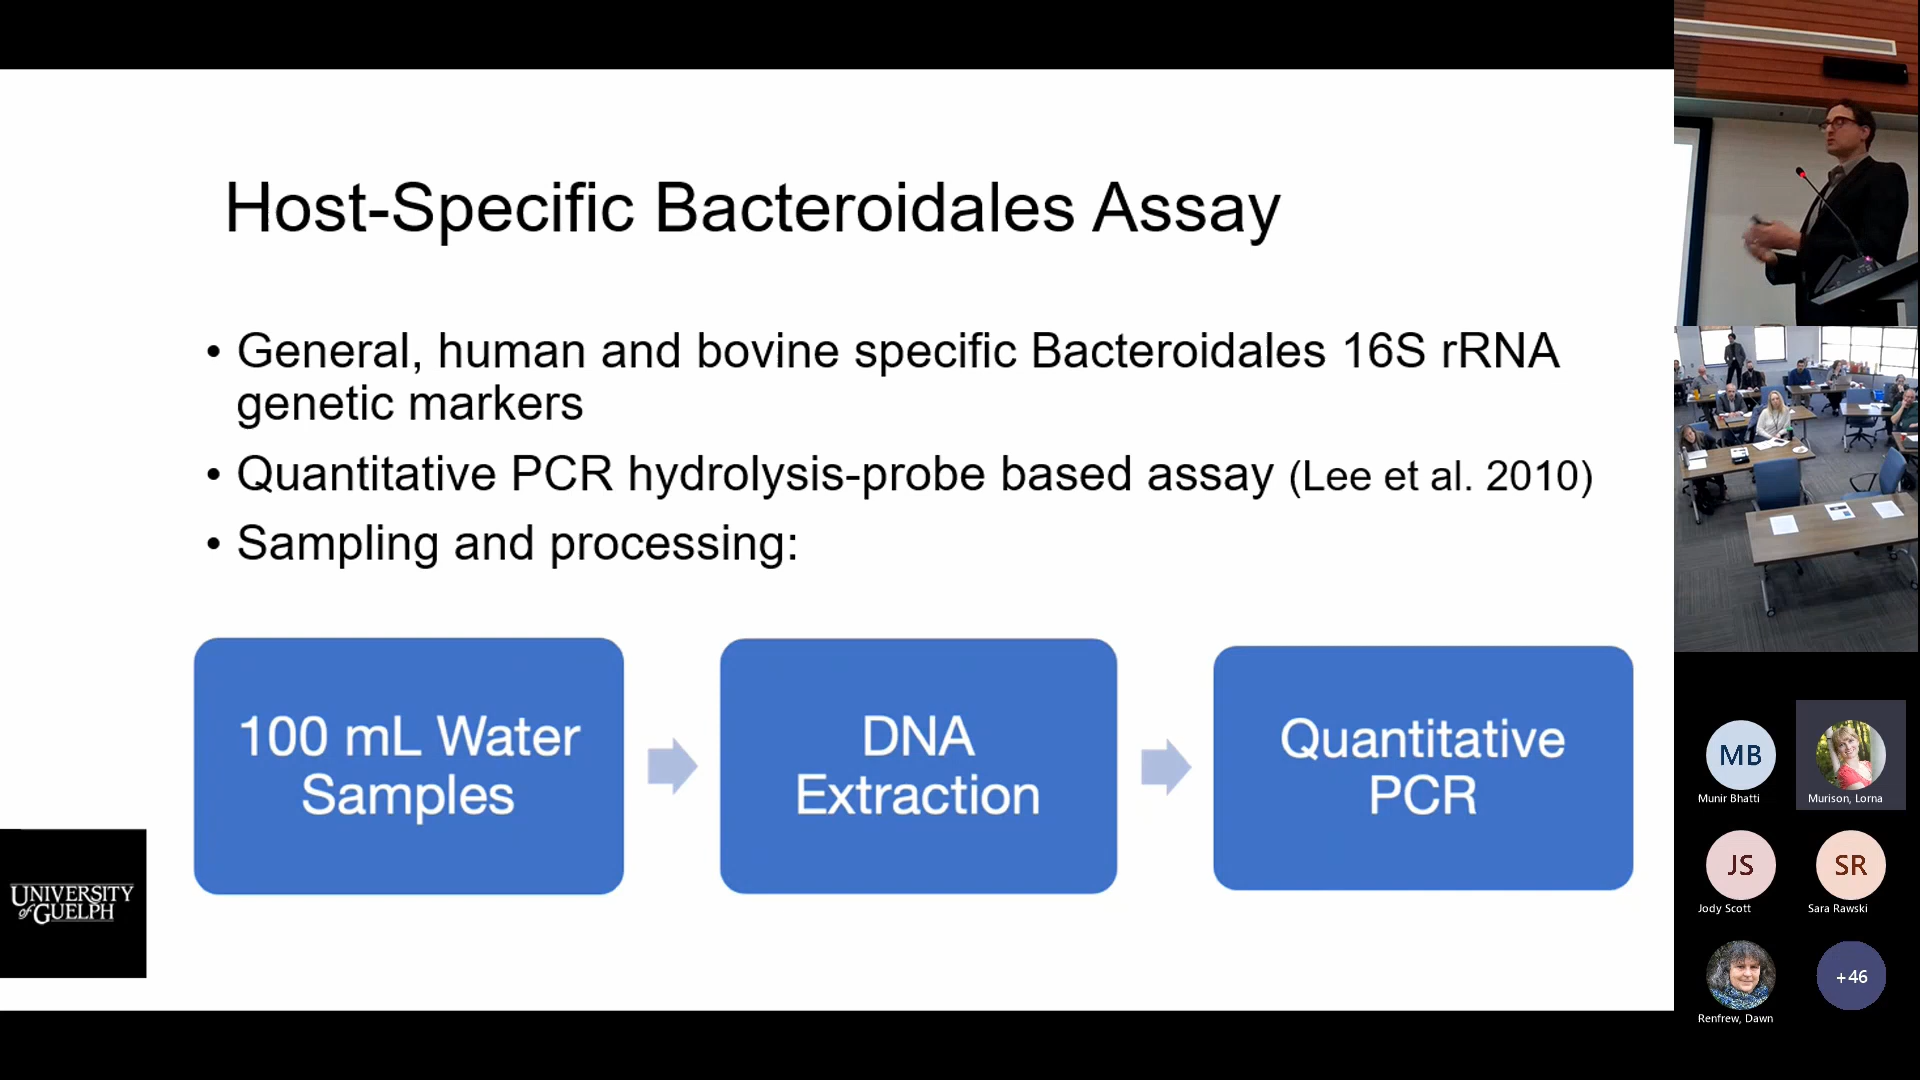 Host-Specific Bacteroidales Assay
• General, human and bovine specific Bacteroidales 16S rRNA
genetic markers
• Quantitative PCR hydrolysis-probe based assay (Lee et al. 2010)
• Sampling and processing:
100 mL Water
Samples
DNA
Extraction
Quantitative
PCR
UNIVERSITY
of GUELPH
MB
Munir Bhatti
Murison, Lorna
JS
Jody Scott
SR
Sara Rawski
Renfrew, Dawn
+46